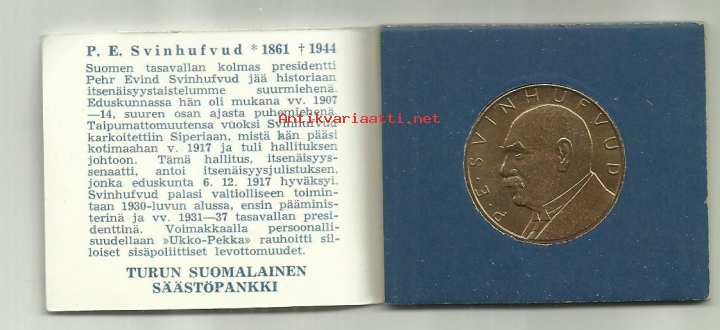 P. E. Svinhufvud * 1861 † 1944
Suomen tasavallan kolmas presidentti
Pehr Evind Svinhufvud jää historiaan
itsenäisyystaistelumme suurmiehenä.
Eduskunnassa hän oli mukana vv. 1907
—14, suuren osan ajasta puhemiehenä.
Taipumattomuutensa vuoksi Svinhufvud
karkoitettiin Siperiaan, mistä hän pääsi
kotimaahan v. 1917 ja tuli hallituksen
johtoon. Tämä hallitus, itsenäisyys-
senaatti, antoi itsenäisyysjulistuksen,
jonka eduskunta 6. 12. 1917 hyväksyi.
Svinhufvud palasi valtiolliseen toimin-
taan 1930-luvun alussa, ensin pääminis-
terinä ja vv. 1931—37 tasavallan presi-
denttinä. Voimakkaalla persoonalli-
suudellaan »Ukko-Pekka» rauhoitti sil-
loiset sisäpoliittiset levottomuudet.
TURUN SUOMALAINEN
SÄÄSTÖPANKKI
Antikvariaatti.net
P·E·SVINHUFVUD